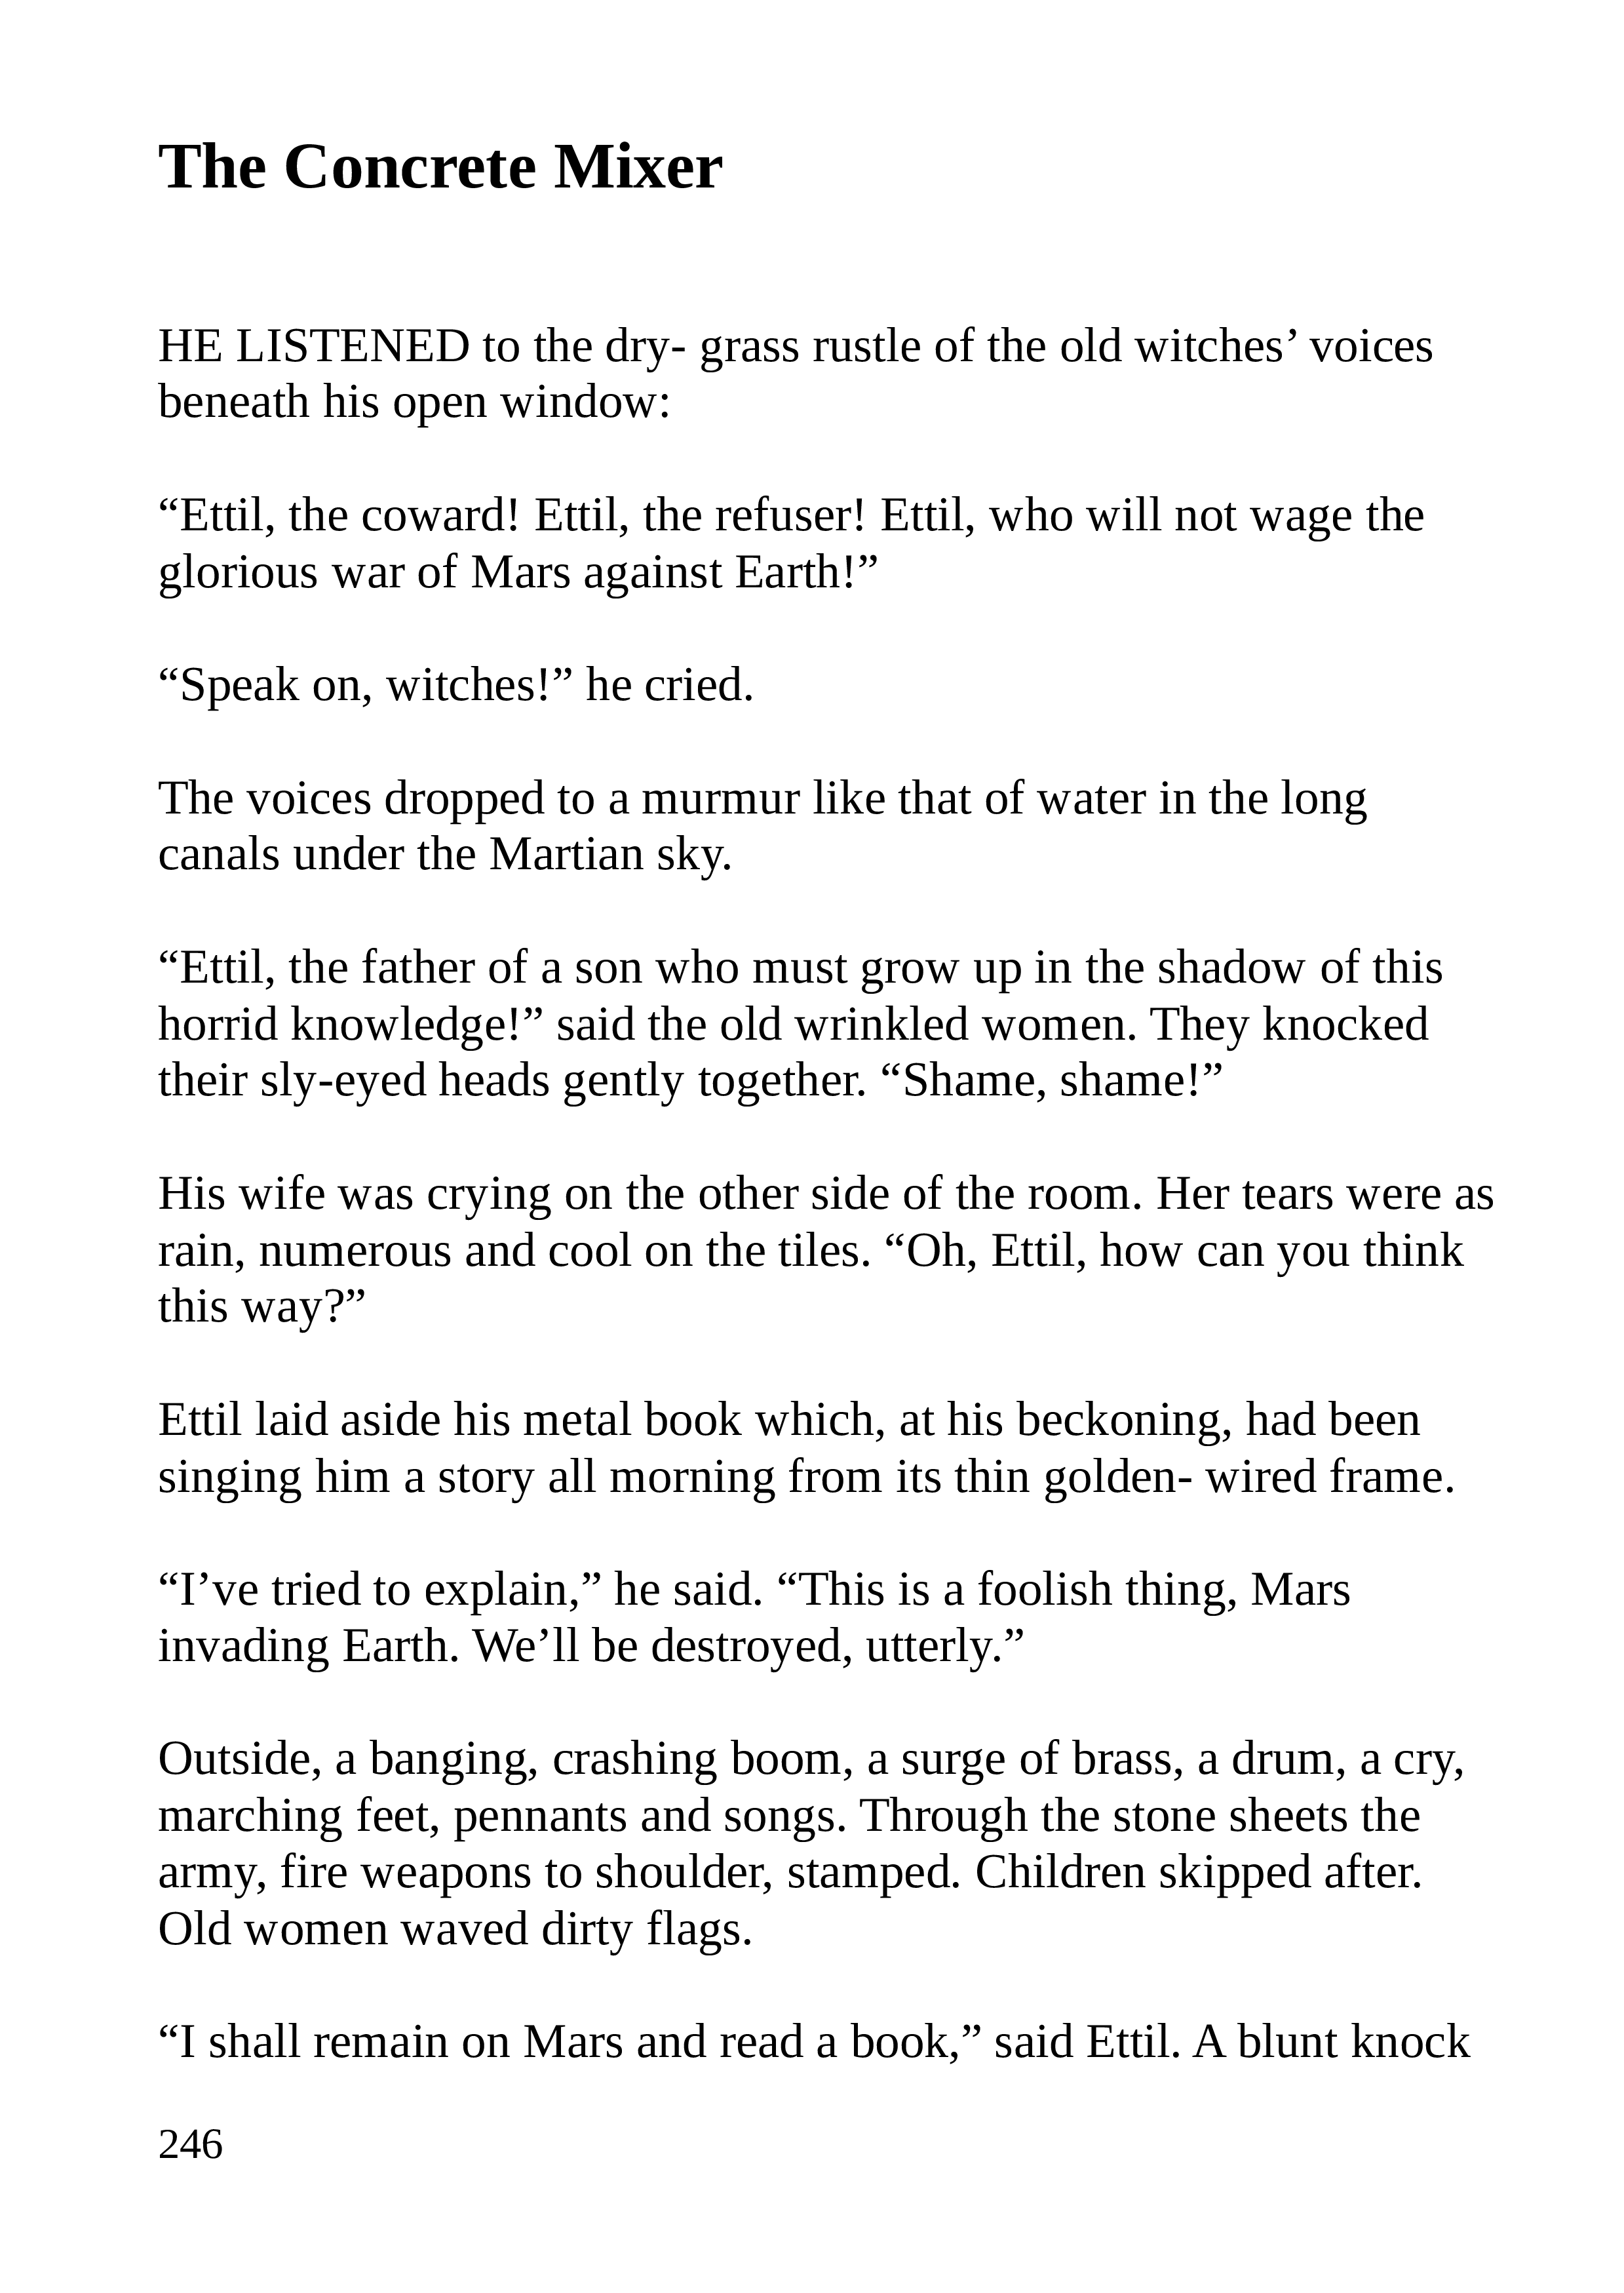 The Concrete Mixer
HE LISTENED to the dry- grass rustle of the old witches’ voices
beneath his open window:
“Ettil, the coward! Ettil, the refuser! Ettil, who will not wage the
glorious war of Mars against Earth!”
“Speak on, witches!” he cried.
The voices dropped to a murmur like that of water in the long
canals under the Martian sky.
“Ettil, the father of a son who must grow up in the shadow of this
horrid knowledge!” said the old wrinkled women. They knocked
their sly-eyed heads gently together. “Shame, shame!”
His wife was crying on the other side of the room. Her tears were as
rain, numerous and cool on the tiles. “Oh, Ettil, how can you think
this way?”
Ettil laid aside his metal book which, at his beckoning, had been
singing him a story all morning from its thin golden- wired frame.
“I’ve tried to explain,” he said. “This is a foolish thing, Mars
invading Earth. We’ll be destroyed, utterly.”
Outside, a banging, crashing boom, a surge of brass, a drum, a cry,
marching feet, pennants and songs. Through the stone sheets the
army, fire weapons to shoulder, stamped. Children skipped after.
Old women waved dirty flags.
“I shall remain on Mars and read a book,” said Ettil. A blunt knock
246